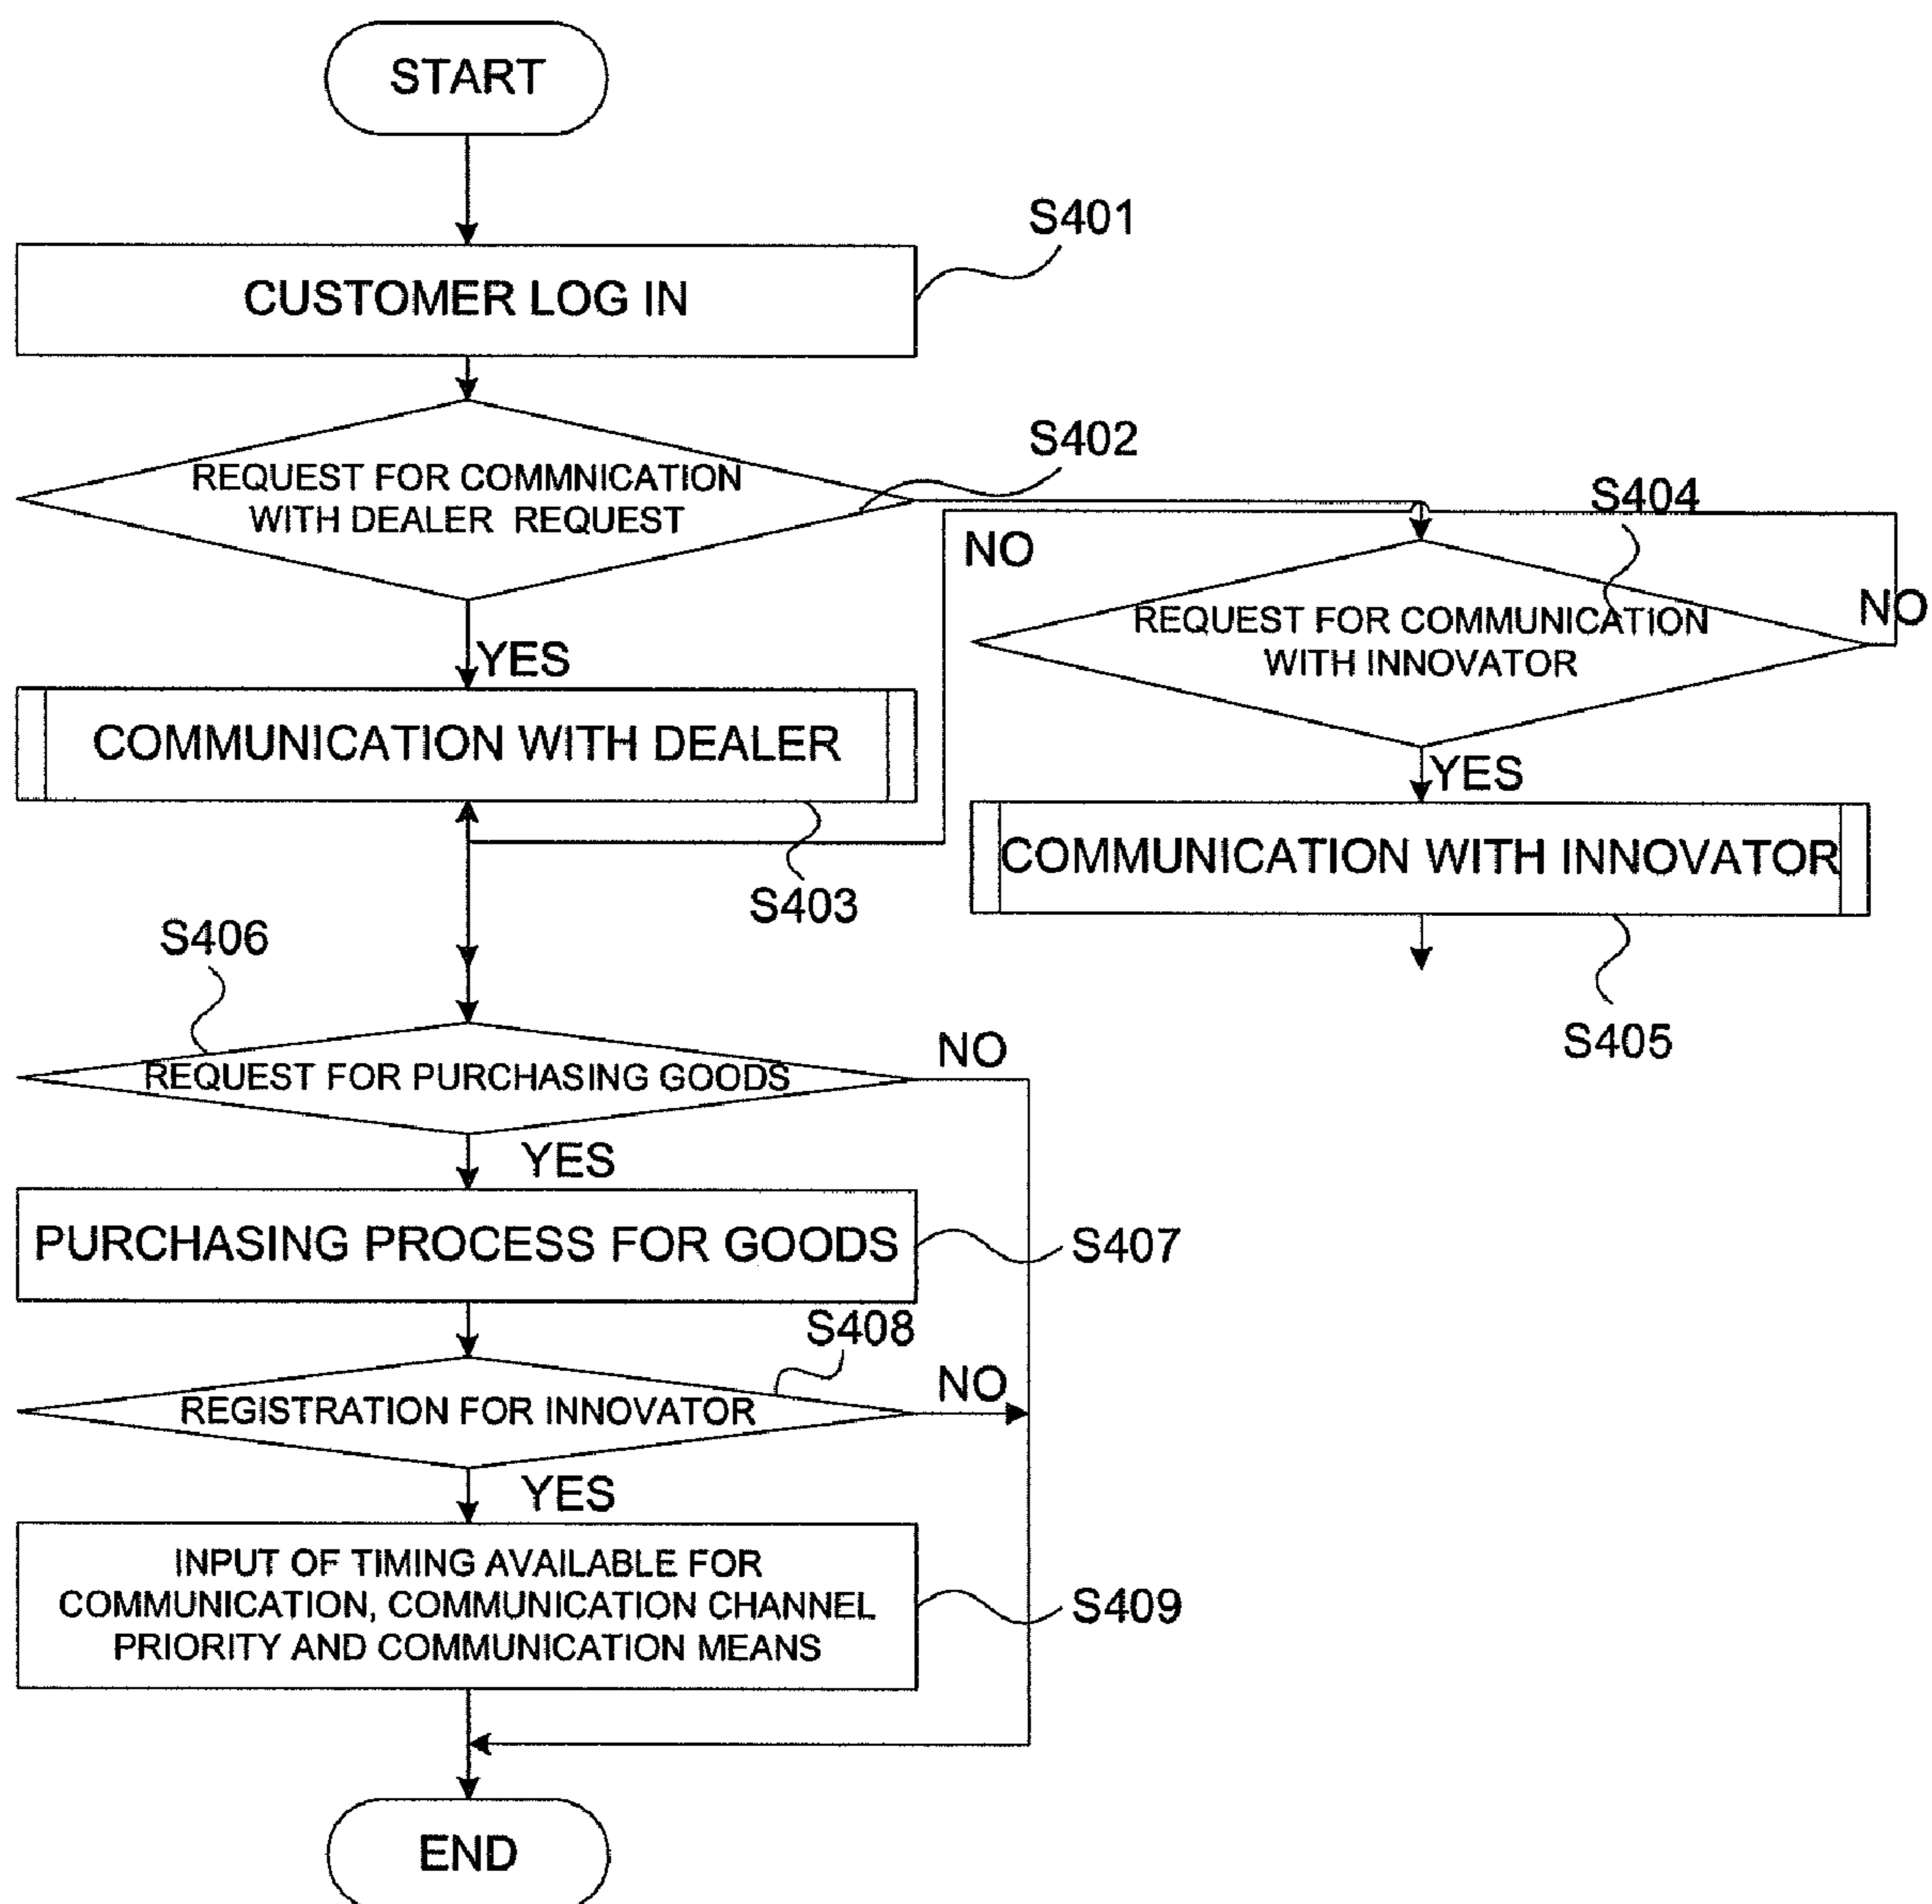 START
S401
CUSTOMER LOG IN
S402
REQUEST FOR COMMNICATION
WITH DEALER REQUEST
S404
NO
REQUEST FOR COMMUNICATION
WITH INNOVATOR
NO
YES
COMMUNICATION WITH DEALER
YES
COMMUNICATION WITH INNOVATOR
S403
S406
S405
REQUEST FOR PURCHASING GOODS
NO
YES
PURCHASING PROCESS FOR GOODS
S407
S408
REGISTRATION FOR INNOVATOR
NO
YES
INPUT OF TIMING AVAILABLE FOR
COMMUNICATION, COMMUNICATION CHANNEL
PRIORITY AND COMMUNICATION MEANS
S409
END